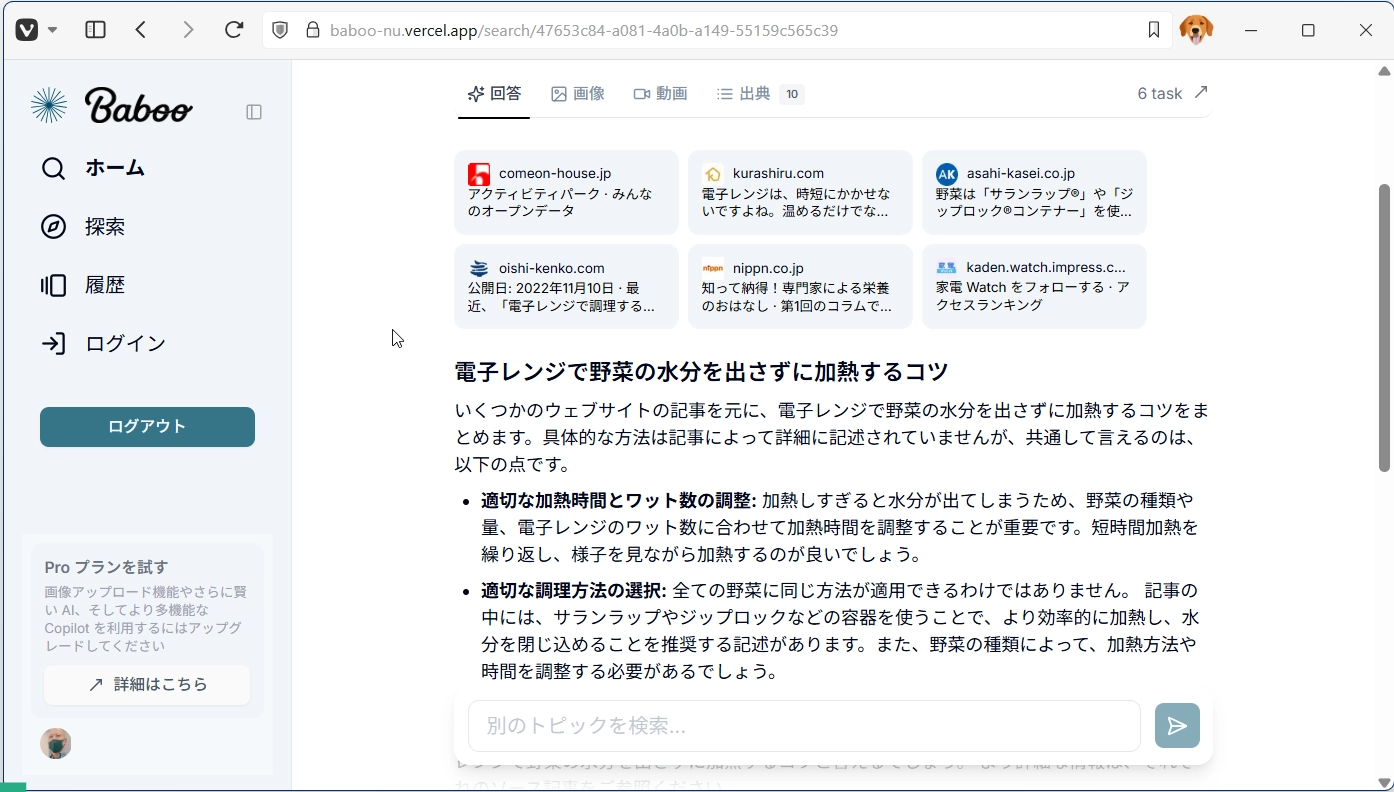 baboo-nu.vercel.app/search/47653c84-a081-4a0b-a149-55159c565c39
Baboo
ホーム
探索
履歴
ログイン
ログアウト
Pro プランを試す
画像アップロード機能やさらに賢
い AI、そしてより多機能な
Copilot を利用するにはアップグ
レードしてください
詳細はこちら
回答
画像
動画
出典 10
6 task
comeon-house.jp
アクティビティパーク · みんな
のオープンデータ
kurashiru.com
電子レンジは、時短にかかせな
いですよね。温めるだけでな...
AK asahi-kasei.co.jp
野菜は「サランラップ®」や「ジ
ップロック®コンテナー」を使...
oishi-kenko.com
公開日: 2022年11月10日 · 最
近、「電子レンジで調理する...
nippn nippn.co.jp
知って納得！専門家による栄養
のおはなし · 第1回のコラムで...
kaden.watch.impress.c...
家電 Watch をフォローする · ア
クセスランキング
電子レンジで野菜の水分を出さずに加熱するコツ
いくつかのウェブサイトの記事を元に、電子レンジで野菜の水分を出さずに加熱するコツをま
とめます。具体的な方法は記事によって詳細に記述されていませんが、共通して言えるのは、
以下の点です。
• 適切な加熱時間とワット数の調整: 加熱しすぎると水分が出てしまうため、野菜の種類や
量、電子レンジのワット数に合わせて加熱時間を調整することが重要です。短時間加熱を
繰り返し、様子を見ながら加熱するのが良いでしょう。
• 適切な調理方法の選択: 全ての野菜に同じ方法が適用できるわけではありません。 記事の
中には、サランラップやジップロックなどの容器を使うことで、より効率的に加熱し、水
分を閉じ込めることを推奨する記述があります。また、野菜の種類によって、加熱方法や
時間を調整する必要があるでしょう。
別のトピックを検索...